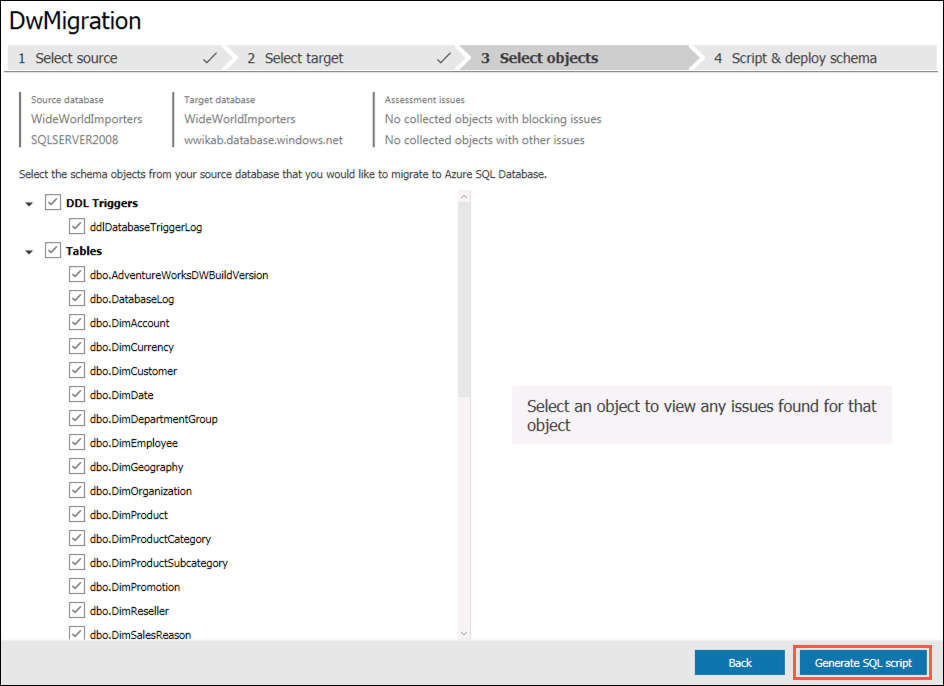 DwMigration
1 Select source
2 Select target
3 Select objects
4 Script & deploy schema
Source database
WideWorldImporters
SQLSERVER2008
Target database
WideWorldImporters
wwikab.database.windows.net
Assessment issues
No collected objects with blocking issues
No collected objects with other issues
Select the schema objects from your source database that you would like to migrate to Azure SQL Database.
DDL Triggers
ddlDatabaseTriggerLog
Tables
dbo.AdventureWorksDWBuildVersion
dbo.DatabaseLog
dbo.DimAccount
dbo.DimCurrency
dbo.DimCustomer
dbo.DimDate
dbo.DimDepartmentGroup
dbo.DimEmployee
dbo.DimGeography
dbo.DimOrganization
dbo.DimProduct
dbo.DimProductCategory
dbo.DimProductSubcategory
dbo.DimPromotion
dbo.DimReseller
dbo.DimSalesReason
Select an object to view any issues found for that
object
Back
Generate SQL script